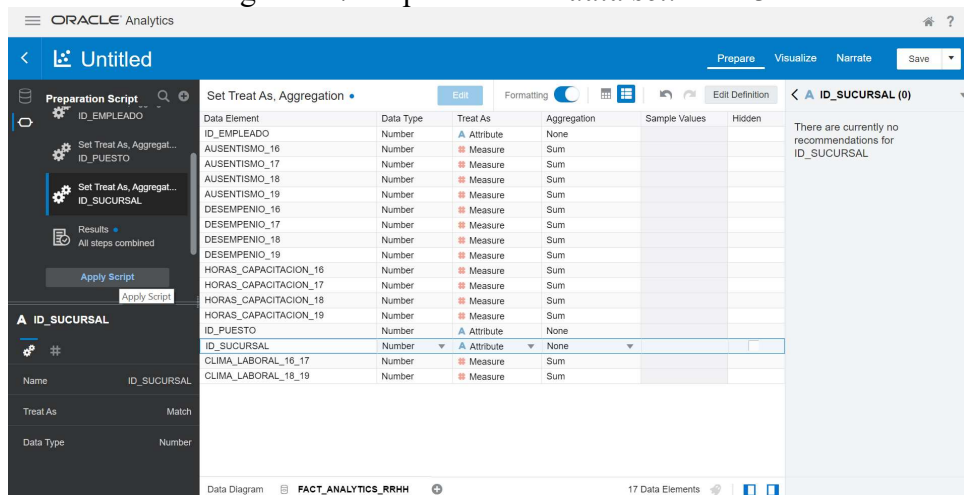 ORACLE Analytics
?
Untitled
Prepare Visualize Narrate Save
Preparation Script
ID_EMPLEADO
Set Treat As, Aggregat...
ID_PUESTO
Set Treat As, Aggregat...
ID_SUCURSAL
Results
All steps combined
Apply Script
Apply Script
A ID_SUCURSAL
Name ID_SUCURSAL
Treat As Match
Data Type Number
Set Treat As, Aggregation Edit Formatting Edit Definition
Data Element Data Type Treat As Aggregation Sample Values Hidden
ID_EMPLEADO Number A Attribute None
AUSENTISMO_16 Number # Measure Sum
AUSENTISMO_17 Number # Measure Sum
AUSENTISMO_18 Number # Measure Sum
AUSENTISMO_19 Number # Measure Sum
DESEMPENIO_16 Number # Measure Sum
DESEMPENIO_17 Number # Measure Sum
DESEMPENIO_18 Number # Measure Sum
DESEMPENIO_19 Number # Measure Sum
HORAS_CAPACITACION_16 Number # Measure Sum
HORAS_CAPACITACION_17 Number # Measure Sum
HORAS_CAPACITACION_18 Number # Measure Sum
HORAS_CAPACITACION_19 Number # Measure Sum
ID_PUESTO Number A Attribute None
ID_SUCURSAL Number A Attribute None
CLIMA_LABORAL_16_17 Number # Measure Sum
CLIMA_LABORAL_18_19 Number # Measure Sum
Data Diagram FACT_ANALYTICS_RRHH 17 Data Elements
A ID_SUCURSAL (0)
There are currently no
recommendations for
ID_SUCURSAL